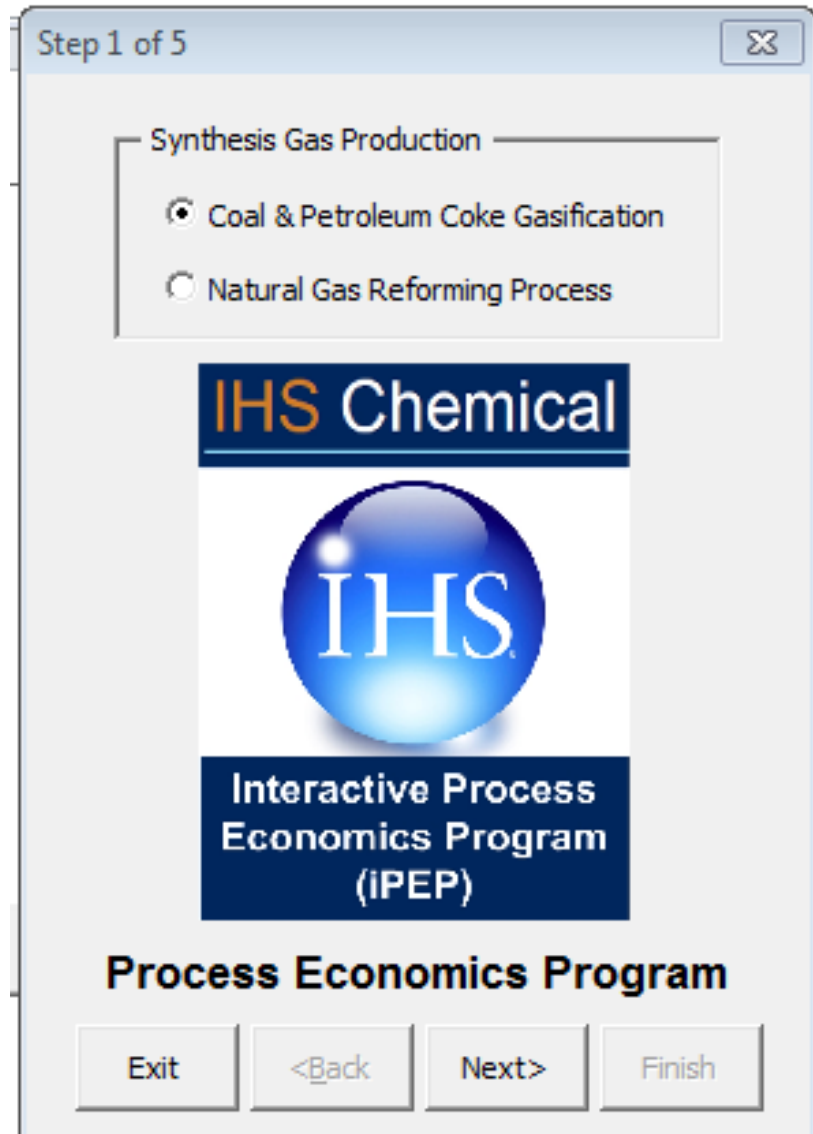 Step 1 of 5
Synthesis Gas Production
Coal & Petroleum Coke Gasification
Natural Gas Reforming Process
IHS Chemical
IHS
Interactive Process
Economics Program
(iPEP)
Process Economics Program
Exit
<Back
Next>
Finish